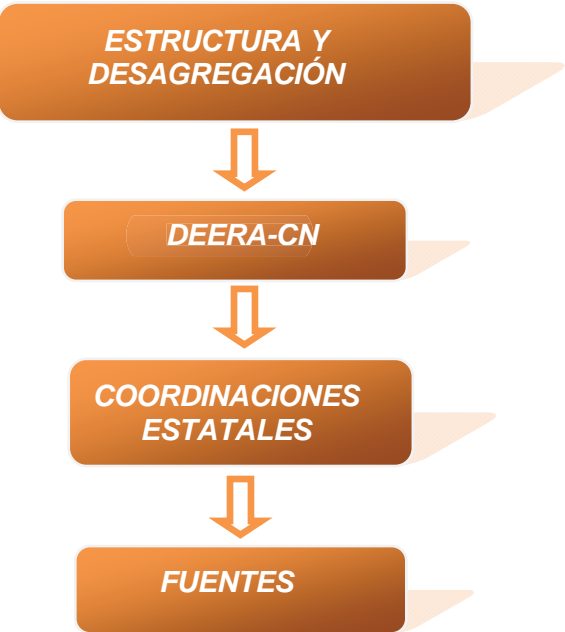 ESTRUCTURA Y
DESAGREGACIÓN
DEERA-CN
COORDINACIONES
ESTATALES
FUENTES